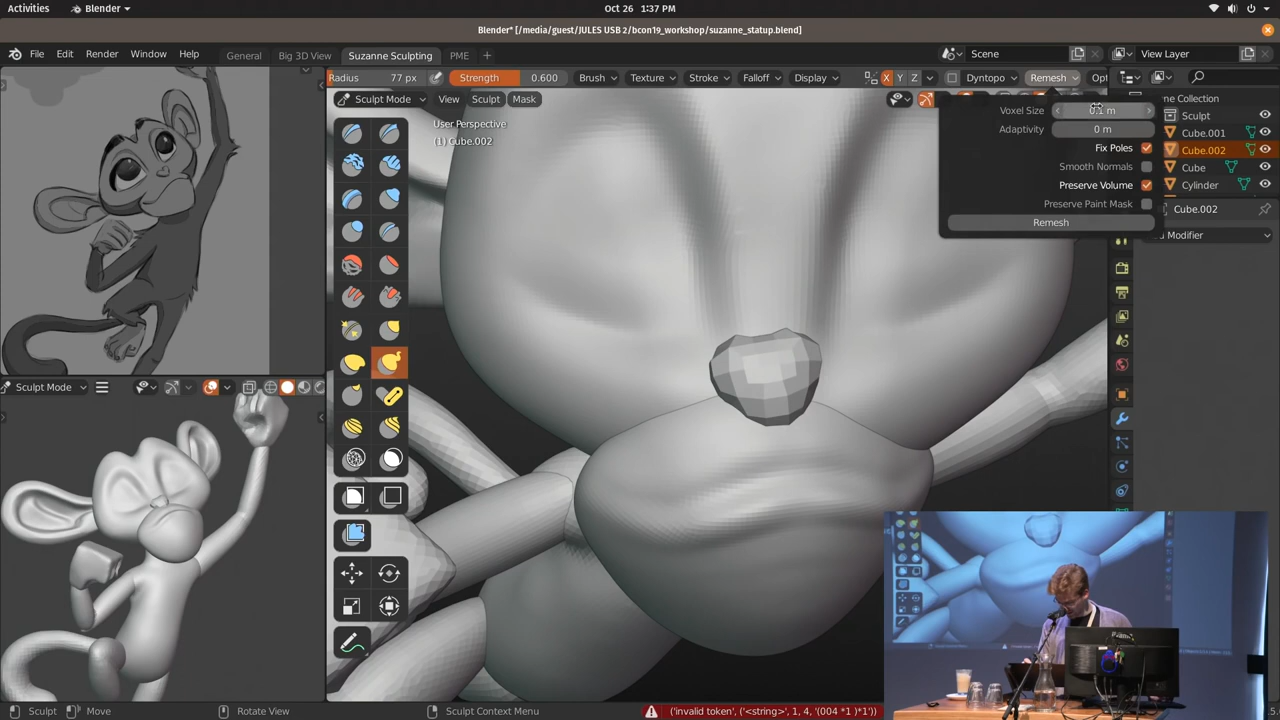 Activities
Blender
Oct 26 1:37 PM
Blender* [/media/guest/JULES USB 2/bcon19_workshop/suzanne_statup.blend]
File Edit Render Window Help
General Big 3D View Suzanne Sculpting PME +
Scene
View Layer
Radius 77 px
Strength 0.600
Brush Texture Stroke Falloff Display
X Y Z
Dyntopo Remesh
Sculpt Mode View Sculpt Mask
User Perspective
(1) Cube.002
Voxel Size
Adaptivity 0 m
Fix Poles
Smooth Normals
Preserve Volume
Preserve Paint Mask
Remesh
Sculpt
Cube.001
Cube.002
Cube
Cylinder
Cube.002
Modifier
Sculpt Mode
Sculpt Move Rotate View Sculpt Context Menu
('invalid token', ('<string>', 1, 4, '(004 *1 )*1'))